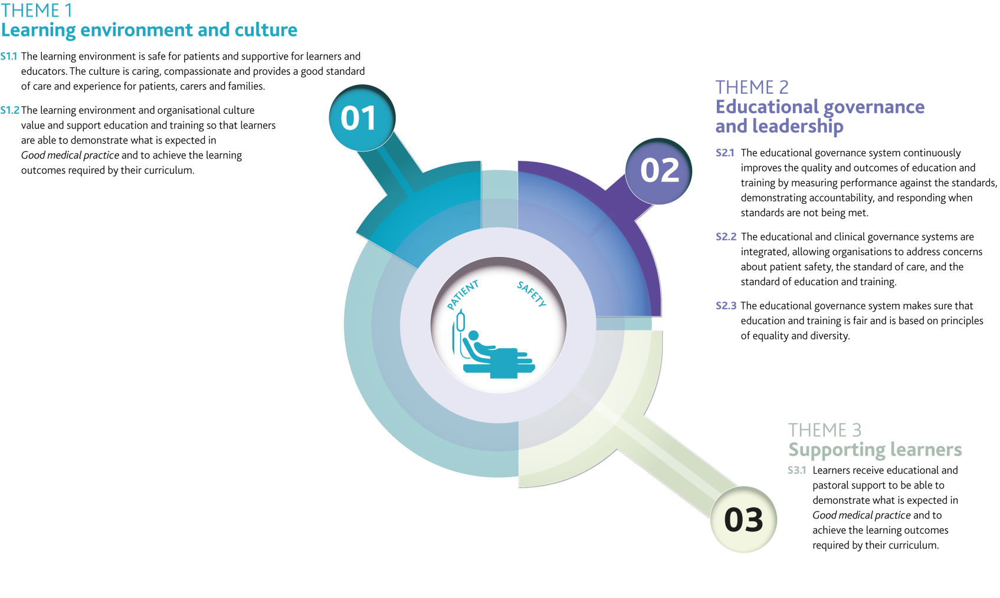 THEME 1
Learning environment and culture
S1.1 The learning environment is safe for patients and supportive for learners and
educators. The culture is caring, compassionate and provides a good standard
of care and experience for patients, carers and families.
S1.2 The learning environment and organisational culture
value and support education and training so that learners
are able to demonstrate what is expected in
Good medical practice and to achieve the learning
outcomes required by their curriculum.
01
THEME 2
Educational governance
and leadership
S2.1 The educational governance system continuously
improves the quality and outcomes of education and
training by measuring performance against the standards,
demonstrating accountability, and responding when
standards are not being met.
S2.2 The educational and clinical governance systems are
integrated, allowing organisations to address concerns
about patient safety, the standard of care, and the
standard of education and training.
S2.3 The educational governance system makes sure that
education and training is fair and is based on principles
of equality and diversity.
02
PATIENT SAFETY
THEME 3
Supporting learners
S3.1 Learners receive educational and
pastoral support to be able to
demonstrate what is expected in
Good medical practice and to
achieve the learning outcomes
required by their curriculum.
03